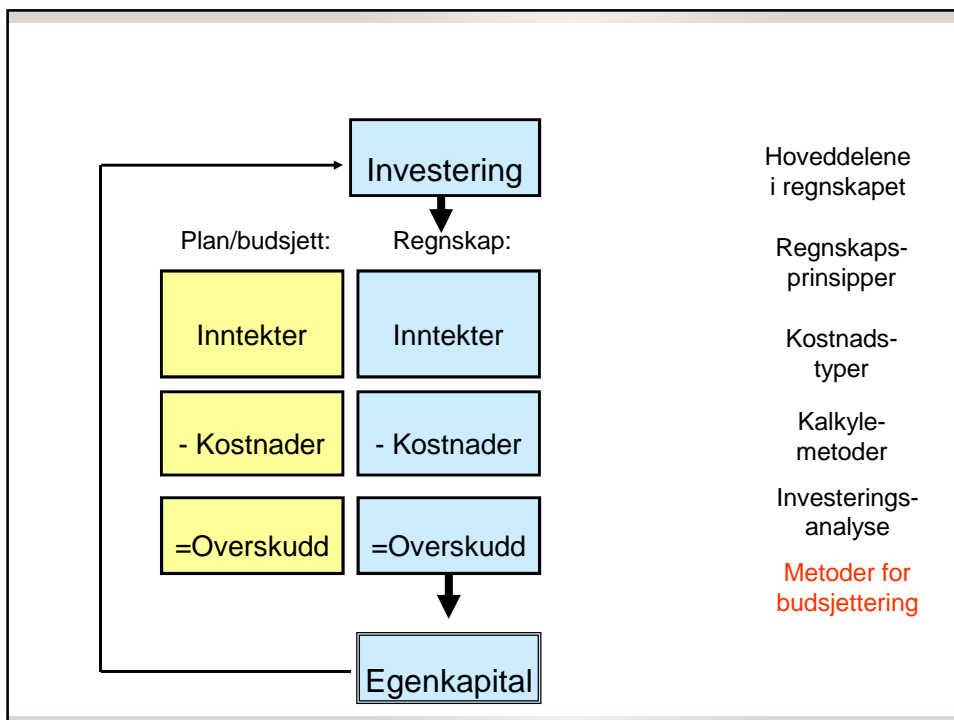 Investering
Plan/budsjett:
Regnskap:
Inntekter
Inntekter
- Kostnader
- Kostnader
=Overskudd
=Overskudd
Egenkapital
Hoveddelene
i regnskapet
Regnskaps-
prinsipper
Kostnads-
typer
Kalkyle-
metoder
Investerings-
analyse
Metoder for
budsjettering